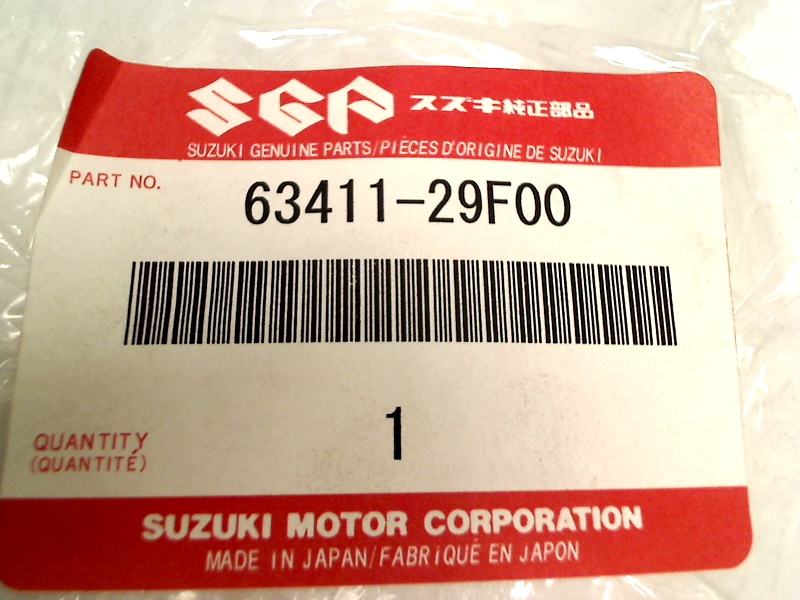 SGP スズキ純正部品
SUZUKI GENUINE PARTS/PIÈCES D'ORIGINE DE SUZUKI
PART NO.
63411-29F00
1
QUANTITY
(QUANTITÉ)
SUZUKI MOTOR CORPORATION
MADE IN JAPAN/FABRIQUÉ EN JAPON